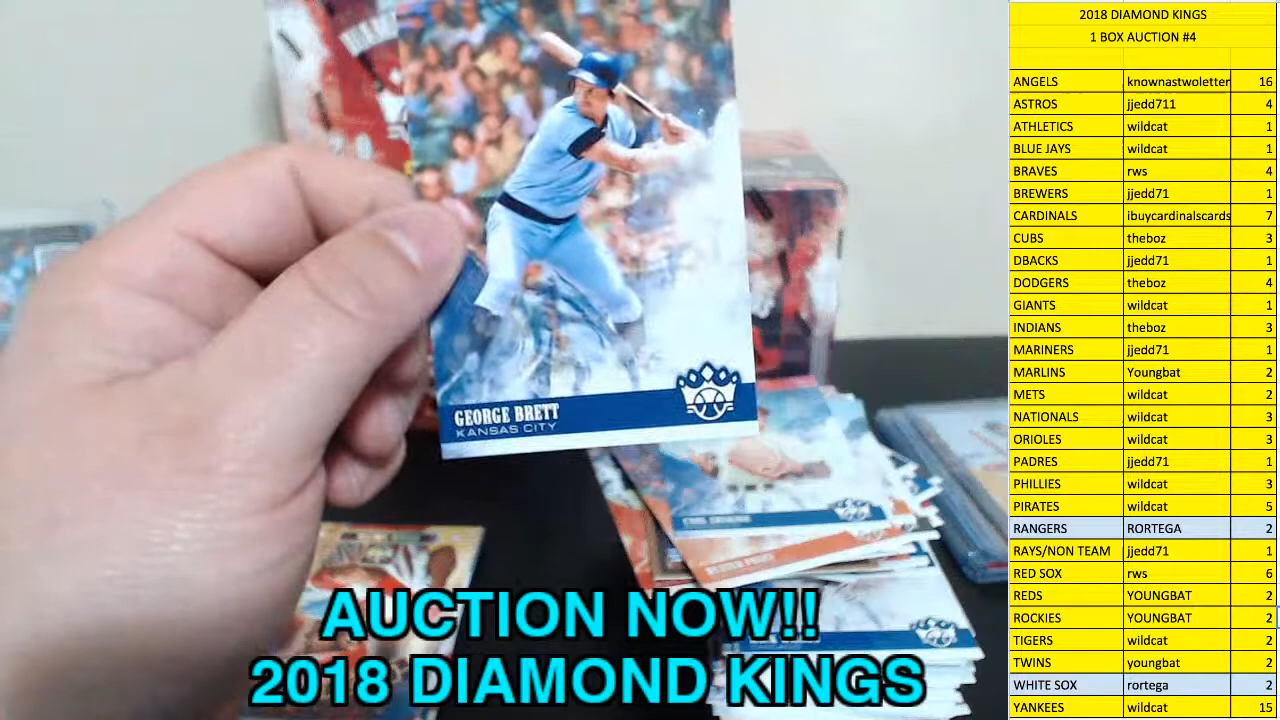 GEORGE BRETT
KANSAS CITY
AUCTION NOW!!
2018 DIAMOND KINGS
2018 DIAMOND KINGS
1 BOX AUCTION #4
ANGELS knownastwoletter 16
ASTROS jjedd711 4
ATHLETICS wildcat 1
BLUE JAYS wildcat 1
BRAVES rws 4
BREWERS jjedd71 1
CARDINALS ibuycardinalscards 7
CUBS theboz 3
DBACKS jjedd71 1
DODGERS theboz 4
GIANTS wildcat 1
INDIANS theboz 3
MARINERS jjedd71 1
MARLINS Youngbat 2
METS wildcat 2
NATIONALS wildcat 3
ORIOLES wildcat 3
PADRES jjedd71 1
PHILLIES wildcat 3
PIRATES wildcat 5
RANGERS RORTEGA 2
RAYS/NON TEAM jjedd71 1
RED SOX rws 6
REDS YOUNGBAT 2
ROCKIES YOUNGBAT 2
TIGERS wildcat 2
TWINS youngbat 2
WHITE SOX rortega 2
YANKEES wildcat 15